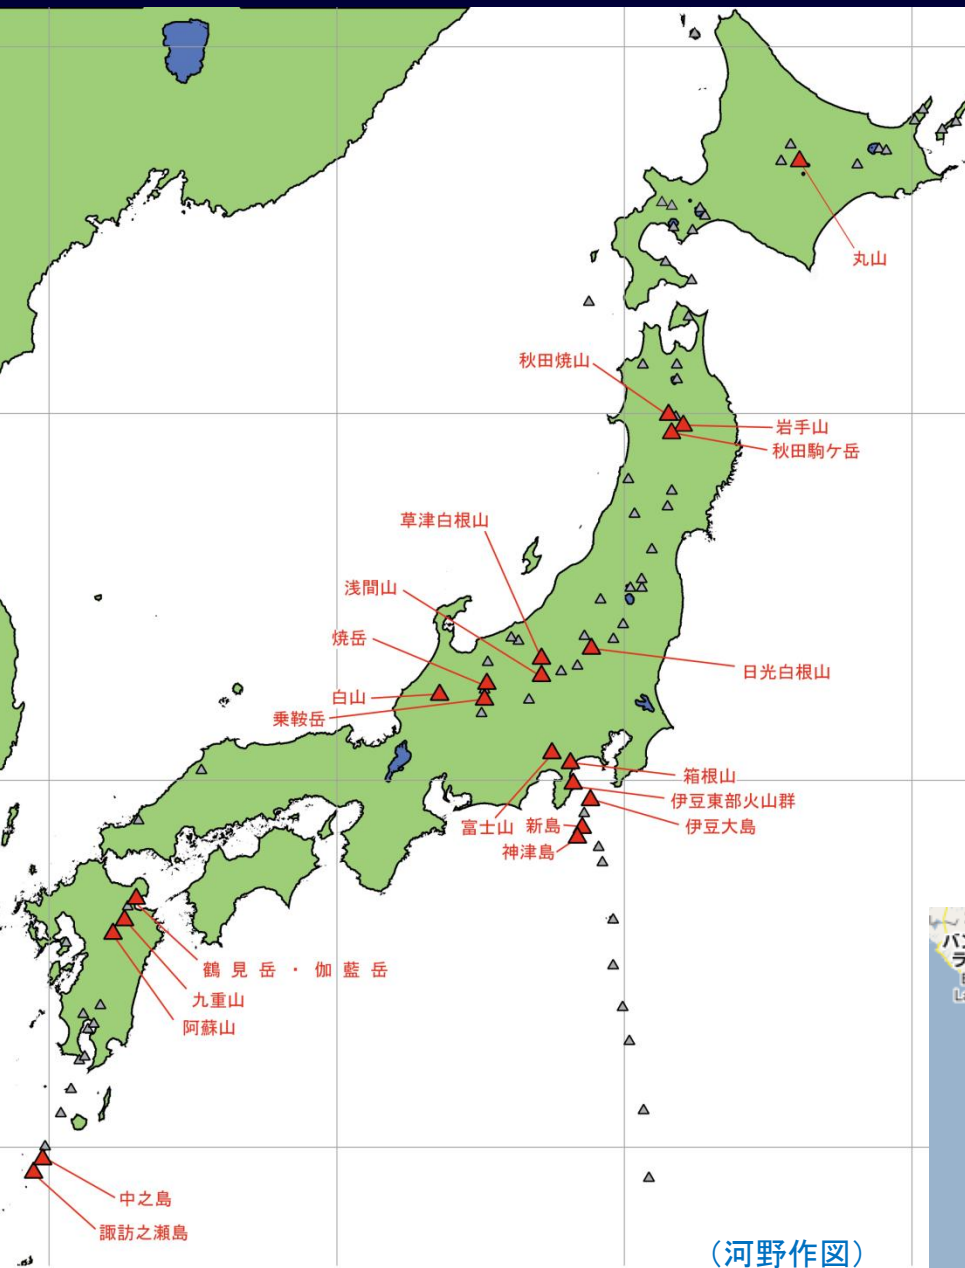 丸山
秋田焼山
岩手山
秋田駒ケ岳
草津白根山
浅間山
焼岳
白山
乗鞍岳
日光白根山
箱根山
伊豆東部火山群
伊豆大島
富士山
新島
神津島
鶴見岳・伽藍岳
九重山
阿蘇山
中之島
諏訪之瀬島
(河野作図)